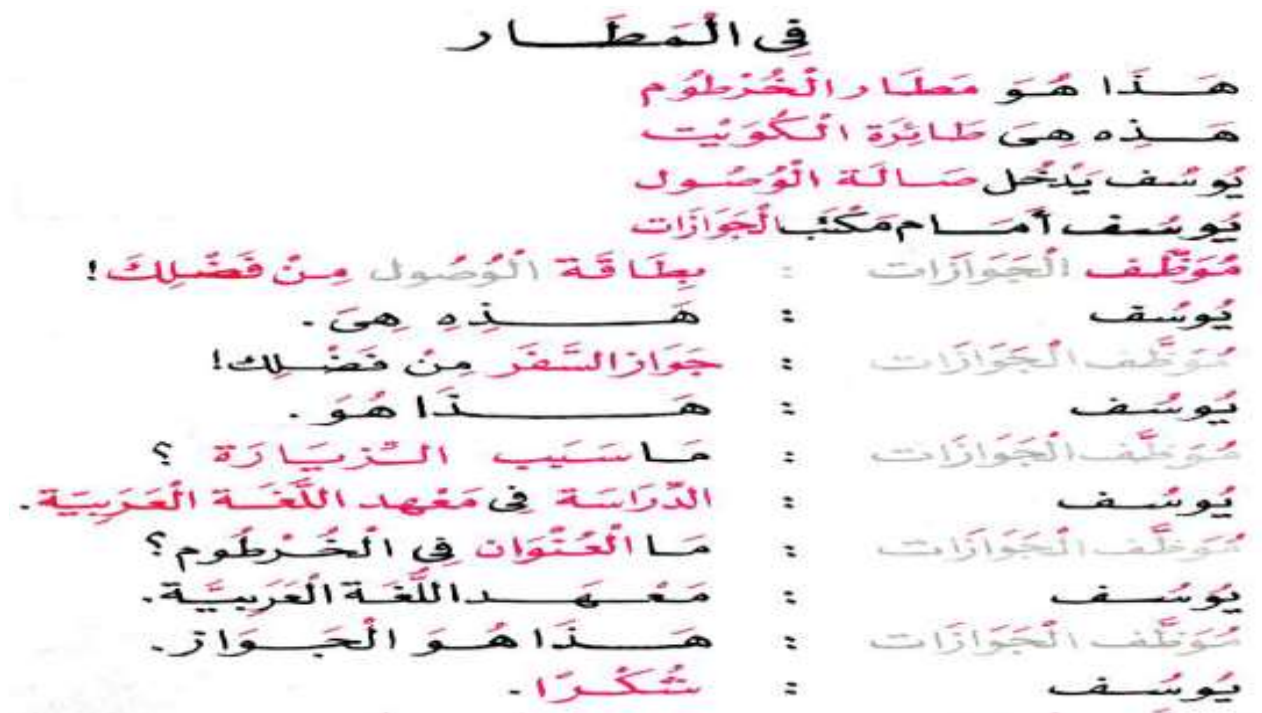 فِى الْمَطَار
هَذَا هُوَ مَطَار الْخُرْطُوم
هَذِه هِىَ طَائِرَة الْكُوَيْت
يُوسُف يَدْخُل صَالَة الْوُصُول
يُوسُف أَمَام مَكْتَب الْجَوَازَات
مُوَظَّف الْجَوَازَات : بِطَاقَة الْوُصُول مِنْ فَضْلِكَ!
يُوسُف : هَذِهِ هِىَ.
مُوَظَّف الْجَوَازَات : جَوَاز السَّفَر مِنْ فَضْلِك!
يُوسُف : هَذَا هُوَ.
مُوَظَّف الْجَوَازَات : مَا سَبَب الزِّيَارَة ؟
يُوسُف : الدِّرَاسَة فِى مَعْهَد اللُّغَة الْعَرَبِيَّة.
مُوَظَّف الْجَوَازَات : مَا الْعُنْوَان فِى الْخُرْطُوم؟
يُوسُف : مَعْهَد اللُّغَة الْعَرَبِيَّة.
مُوَظَّف الْجَوَازَات : هَذَا هُوَ الْجَوَاز.
يُوسُف : شُكْرًا.